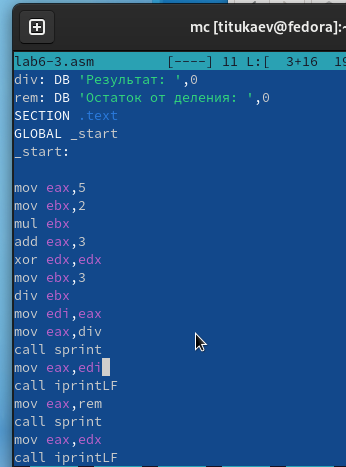 mc [titukaev@fedora]:
lab6-3.asm [----] 11 L:[ 3+16 19
div: DB 'Результат: ',0
rem: DB 'Остаток от деления: ',0
SECTION .text
GLOBAL _start
_start:
mov eax,5
mov ebx,2
mul ebx
add eax,3
xor edx,edx
mov ebx,3
div ebx
mov edi,eax
mov eax,div
call sprint
mov eax,edi
call iprintLF
mov eax,rem
call sprint
mov eax,edx
call iprintLF